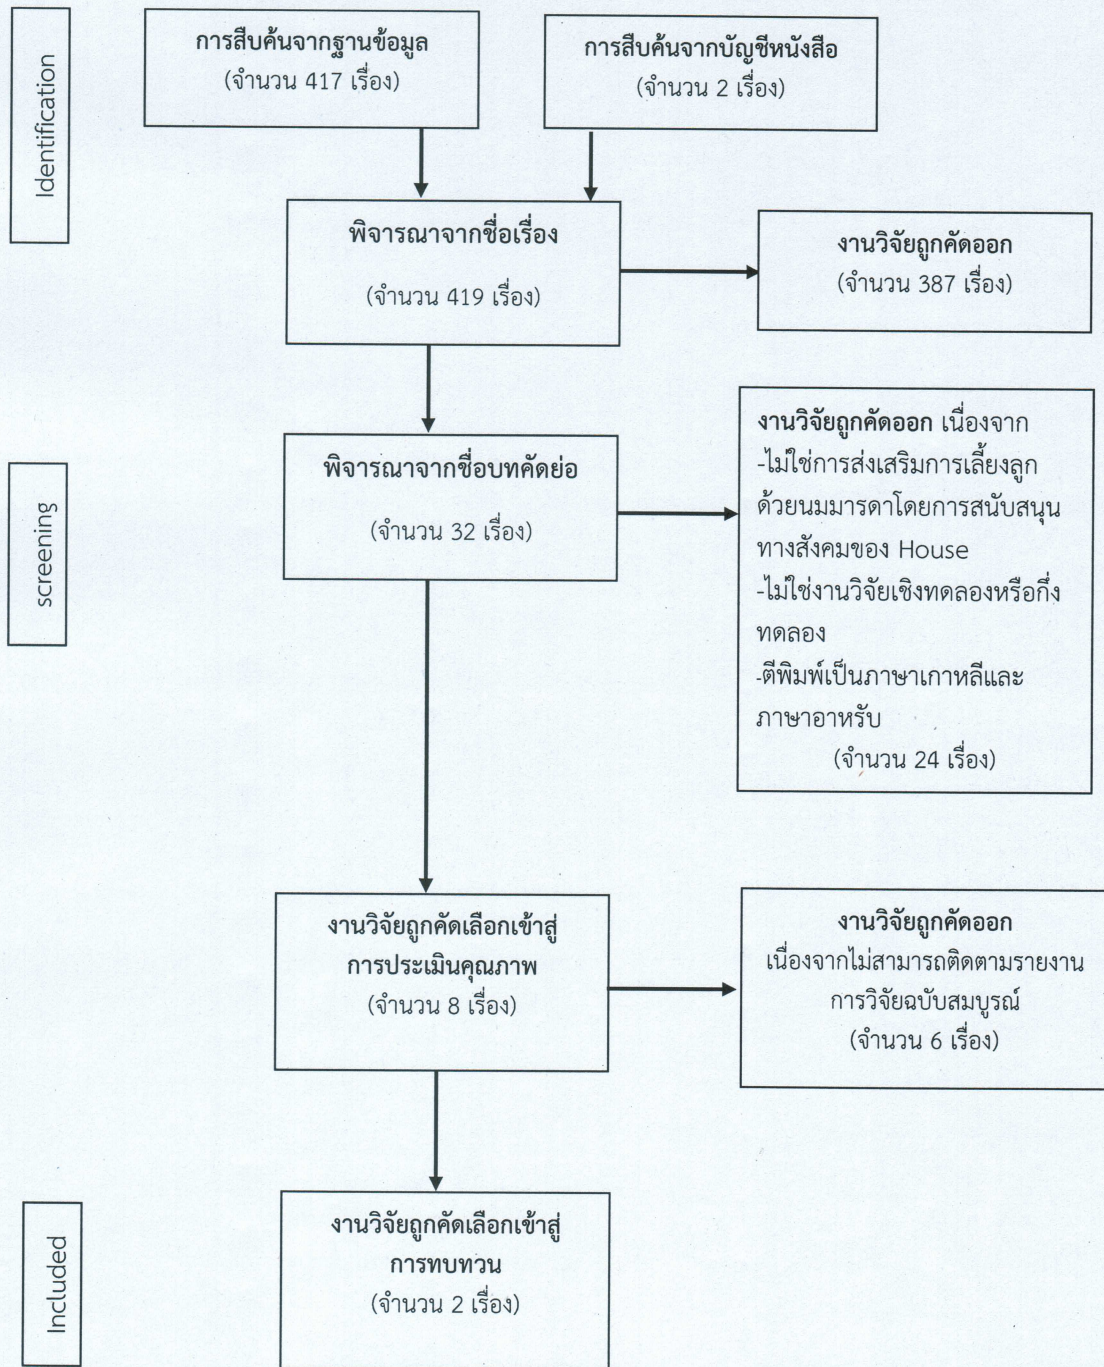 Identification
การสืบค้นจากฐานข้อมูล
(จำนวน 417 เรื่อง)
การสืบค้นจากบัญชีหนังสือ
(จำนวน 2 เรื่อง)
พิจารณาจากชื่อเรื่อง
(จำนวน 419 เรื่อง)
งานวิจัยถูกคัดออก
(จำนวน 387 เรื่อง)
screening
พิจารณาจากชื่อบทคัดย่อ
(จำนวน 32 เรื่อง)
งานวิจัยถูกคัดออก เนื่องจาก
-ไม่ใช่การส่งเสริมการเลี้ยงลูก
ด้วยนมมารดาโดยการสนับสนุน
ทางสังคมของ House
-ไม่ใช่งานวิจัยเชิงทดลองหรือกึ่ง
ทดลอง
-ตีพิมพ์เป็นภาษาเกาหลีและ
ภาษาอาหรับ
(จำนวน 24 เรื่อง)
งานวิจัยถูกคัดเลือกเข้าสู่
การประเมินคุณภาพ
(จำนวน 8 เรื่อง)
งานวิจัยถูกคัดออก
เนื่องจากไม่สามารถติดตามรายงาน
การวิจัยฉบับสมบูรณ์
(จำนวน 6 เรื่อง)
Included
งานวิจัยถูกคัดเลือกเข้าสู่
การทบทวน
(จำนวน 2 เรื่อง)